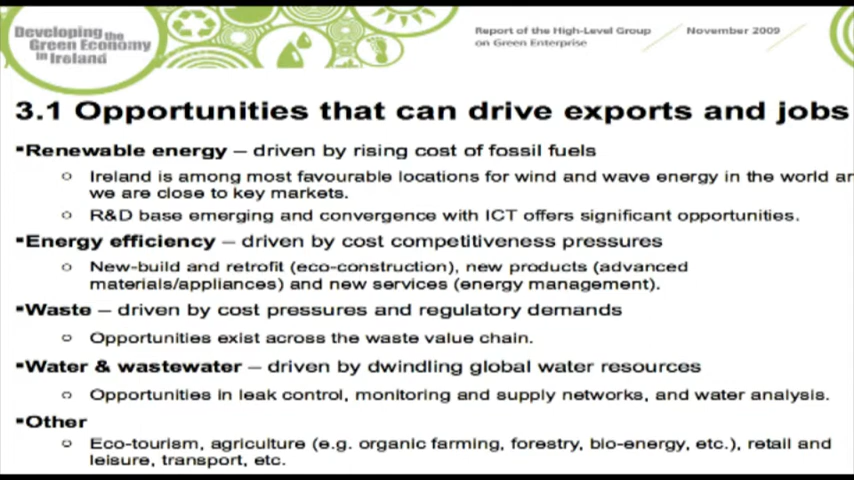 Developing the
Green Economy
in Ireland
Report of the High-Level Group
on Green Enterprise
November 2009
3.1 Opportunities that can drive exports and jobs
▪Renewable energy – driven by rising cost of fossil fuels
○ Ireland is among most favourable locations for wind and wave energy in the world ar
we are close to key markets.
○ R&D base emerging and convergence with ICT offers significant opportunities.
▪Energy efficiency – driven by cost competitiveness pressures
○ New-build and retrofit (eco-construction), new products (advanced
materials/appliances) and new services (energy management).
▪Waste – driven by cost pressures and regulatory demands
○ Opportunities exist across the waste value chain.
▪Water & wastewater – driven by dwindling global water resources
○ Opportunities in leak control, monitoring and supply networks, and water analysis.
▪Other
○ Eco-tourism, agriculture (e.g. organic farming, forestry, bio-energy, etc.), retail and
leisure, transport, etc.